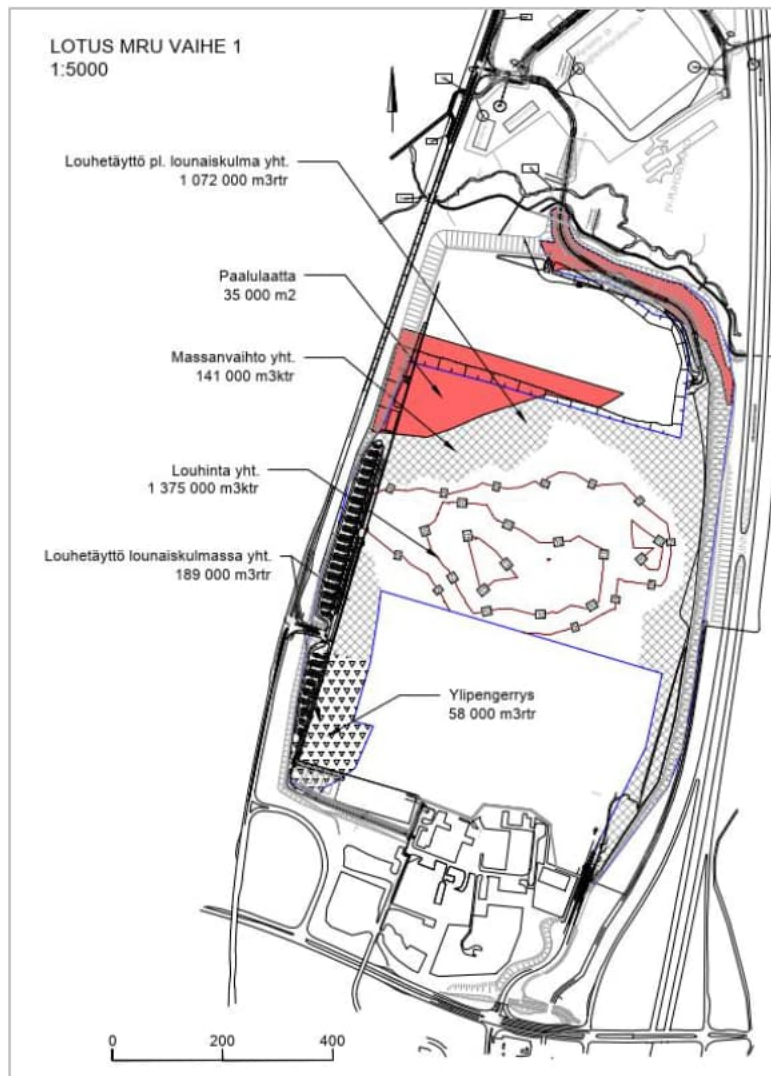 LOTUS MRU VAIHE 1
1:5000
Louhetäyttö pl. lounaiskulma yht.
1 072 000 m3rtr
Paalulaatta
35 000 m2
Massanvaihto yht.
141 000 m3ktr
Louhinta yht.
1 375 000 m3ktr
Louhetäyttö lounaiskulmassa yht.
189 000 m3rtr
Ylipengerrys
58 000 m3rtr
0 200 400